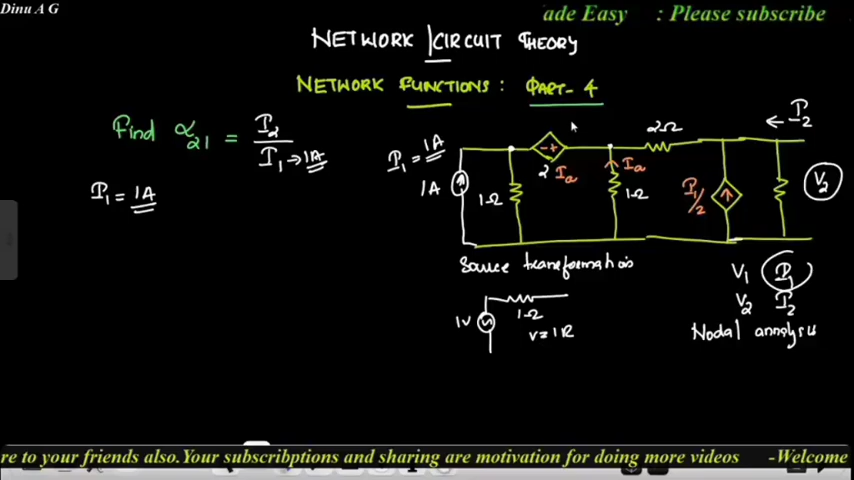 Dinu A G
ade Easy : Please subscribe
NETWORK | CIRCUIT THEORY
NETWORK FUNCTIONS : PART-4
Find α21 = I2 / I1 → 1A
I1 = 1A
I1 = 1A
1A
1Ω
- +
2 Ia
Ia
1Ω
2Ω
I1/2
← I2
V2
Source transformation
1V
1Ω
V = 1R
V1 I1
V2 I2
Nodal analysis
re to your friends also.Your subscribptions and sharing are motivation for doing more videos -Welcome